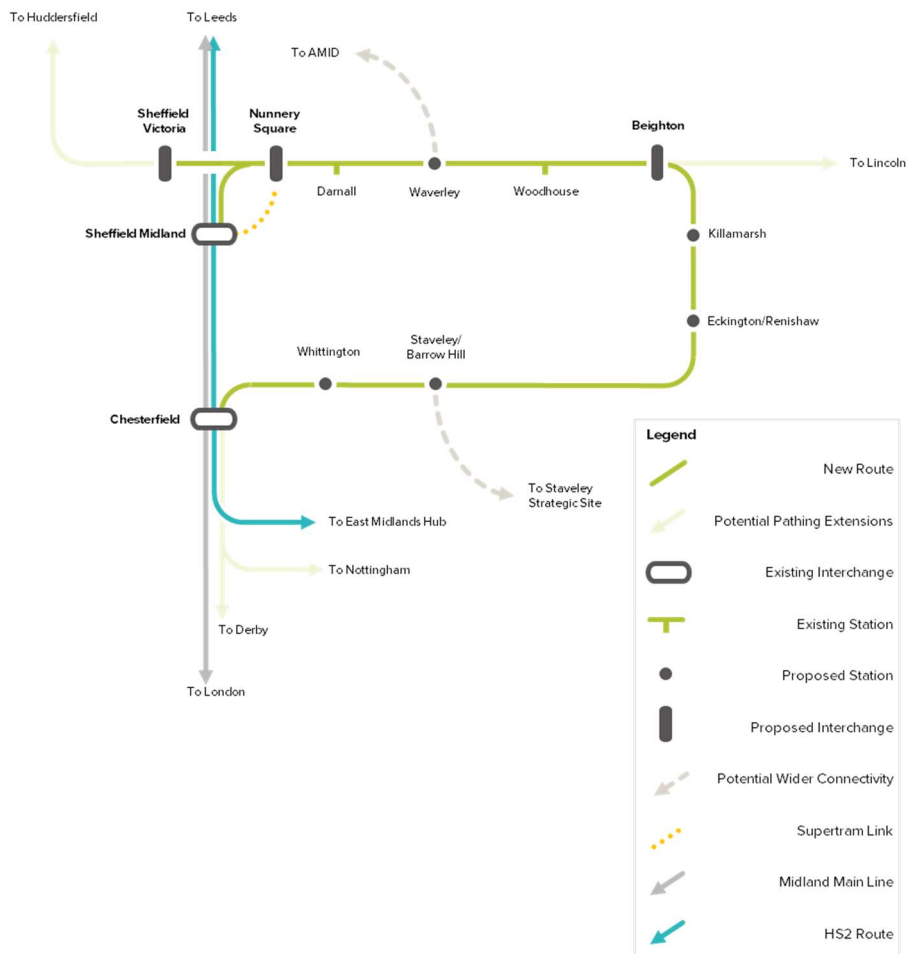 To Huddersfield
To Leeds
To AMID
Sheffield
Victoria
Nunnery
Square
Beighton
To Lincoln
Darnall
Waverley
Woodhouse
Sheffield Midland
Killamarsh
Eckington/Renishaw
Whittington
Staveley/
Barrow Hill
Chesterfield
To Staveley
Strategic Site
To East Midlands Hub
To Nottingham
To Derby
To London
Legend
New Route
Potential Pathing Extensions
Existing Interchange
Existing Station
Proposed Station
Proposed Interchange
Potential Wider Connectivity
Supertram Link
Midland Main Line
HS2 Route